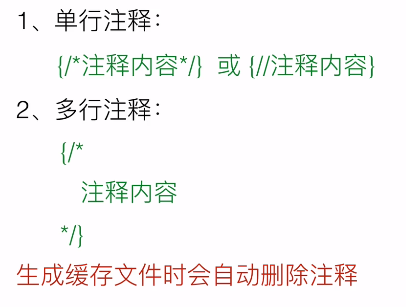 1、单行注释：
{/*注释内容*/} 或 {//注释内容}
2、多行注释：
{/*
注释内容
*/}
生成缓存文件时会自动删除注释